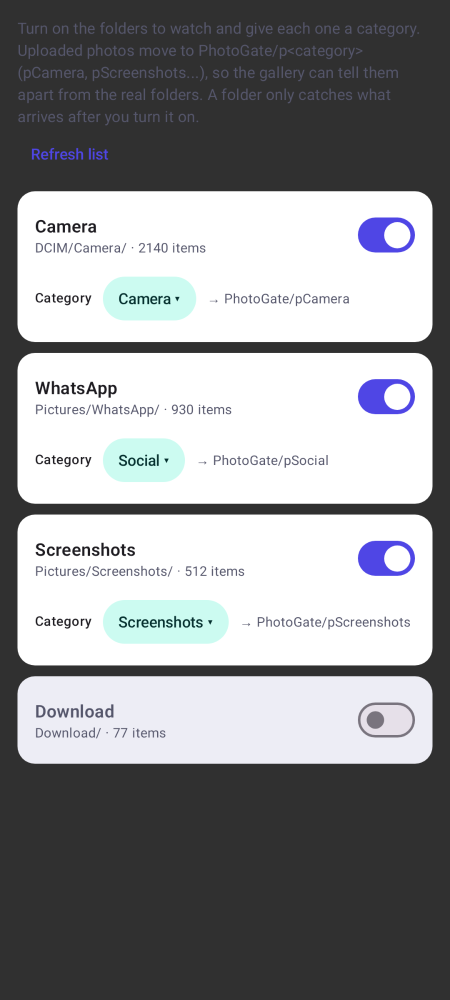 Turn on the folders to watch and give each one a category.
Uploaded photos move to PhotoGate/p<category>
(pCamera, pScreenshots...), so the gallery can tell them
apart from the real folders. A folder only catches what
arrives after you turn it on.
Refresh list
Camera
DCIM/Camera/ · 2140 items
Category Camera ▾ → PhotoGate/pCamera
WhatsApp
Pictures/WhatsApp/ · 930 items
Category Social ▾ → PhotoGate/pSocial
Screenshots
Pictures/Screenshots/ · 512 items
Category Screenshots ▾ → PhotoGate/pScreenshots
Download
Download/ · 77 items